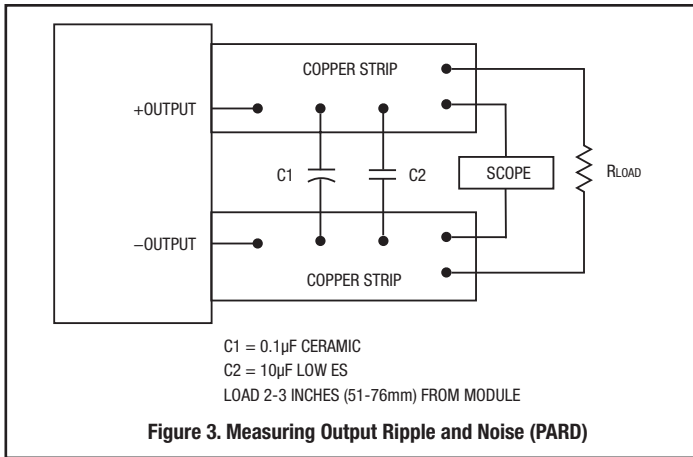 COPPER STRIP
+OUTPUT
C1
C2
SCOPE
RLOAD
−OUTPUT
COPPER STRIP
C1 = 0.1µF CERAMIC
C2 = 10µF LOW ES
LOAD 2-3 INCHES (51-76mm) FROM MODULE
Figure 3. Measuring Output Ripple and Noise (PARD)